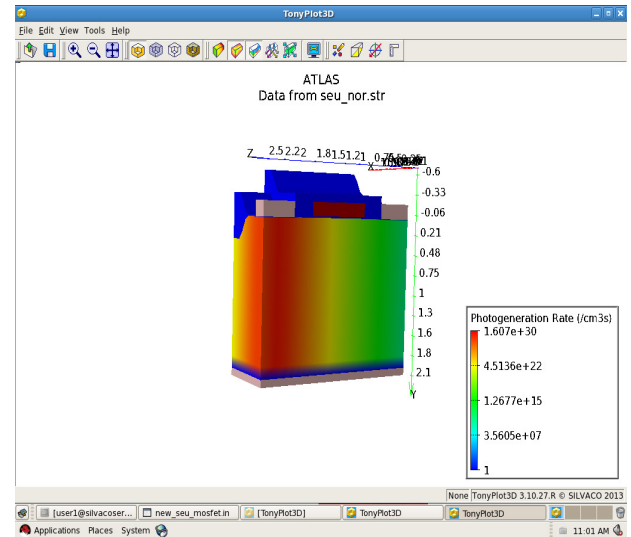 TonyPlot3D
File Edit View Tools Help
ATLAS
Data from seu_nor.str
Z 2.5 2.2 2 1.8 1.5 1.2 1
X
-0.6
-0.33
-0.06
0.21
0.48
0.75
1
1.3
1.6
1.8
2.1
Y
Photogeneration Rate (/cm3s)
1.607e+30
4.5136e+22
1.2677e+15
3.5605e+07
1
None TonyPlot3D 3.10.27.R © SILVACO 2013
[user1@silvacoser... new_seu_mosfet.in [TonyPlot3D] TonyPlot3D TonyPlot3D
Applications Places System 11:01 AM